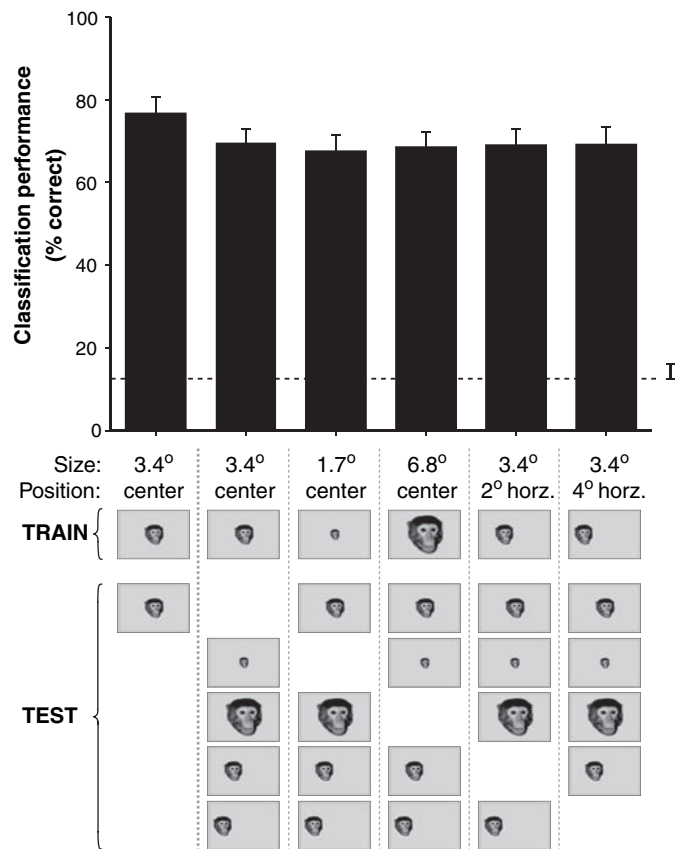 100
80
60
40
20
0
Classification performance
(% correct)
Size: 3.4° 3.4° 1.7° 6.8° 3.4° 3.4°
Position: center center center center 2° horz. 4° horz.
TRAIN
TEST